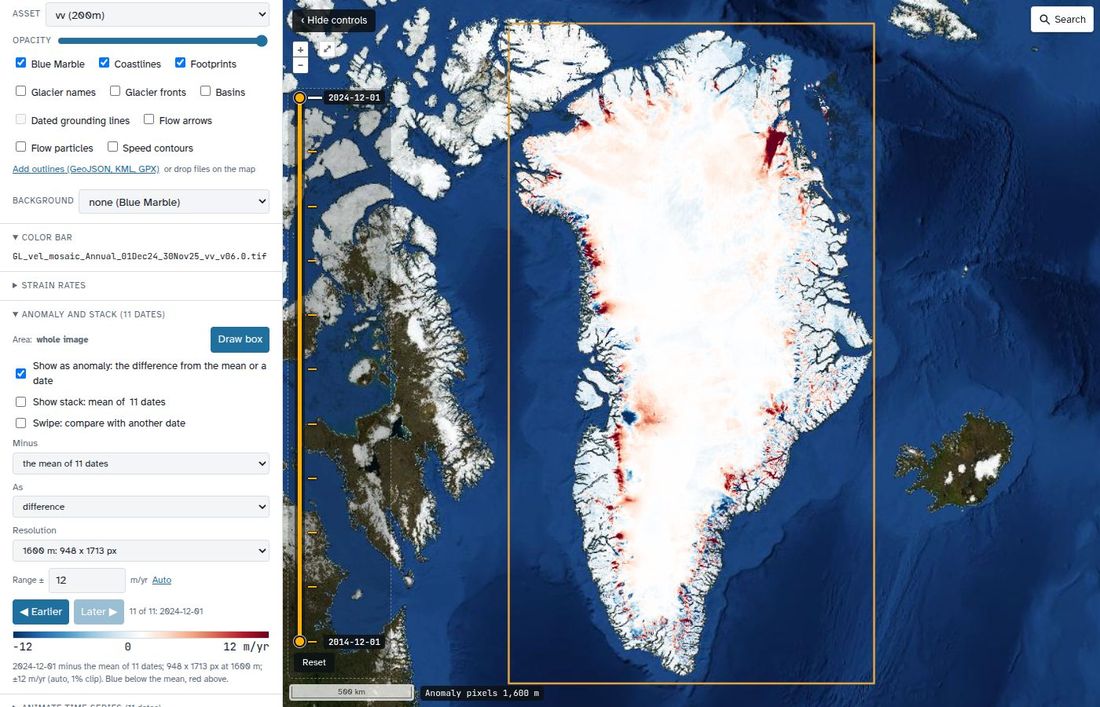 ASSET vv (200m)
OPACITY
Blue Marble Coastlines Footprints
Glacier names Glacier fronts Basins
Dated grounding lines Flow arrows
Flow particles Speed contours
Add outlines (GeoJSON, KML, GPX) or drop files on the map
BACKGROUND none (Blue Marble)
▼ COLOR BAR
GL_vel_mosaic_Annual_01Dec24_30Nov25_vv_v06.0.tif
▶ STRAIN RATES
▼ ANOMALY AND STACK (11 DATES)
Area: whole image Draw box
Show as anomaly: the difference from the mean or a
date
Show stack: mean of 11 dates
Swipe: compare with another date
Minus
the mean of 11 dates
As
difference
Resolution
1600 m: 948 x 1713 px
Range ± 12 m/yr Auto
◀ Earlier Later ▶ 11 of 11: 2024-12-01
-12 0 12 m/yr
2024-12-01 minus the mean of 11 dates; 948 x 1713 px at 1600 m;
±12 m/yr (auto, 1% clip). Blue below the mean, red above.
▶ ANIMATE TIME SERIES (11 dates)
‹ Hide controls
+
−
Search
2024-12-01
2014-12-01
Reset
500 km
Anomaly pixels 1,600 m